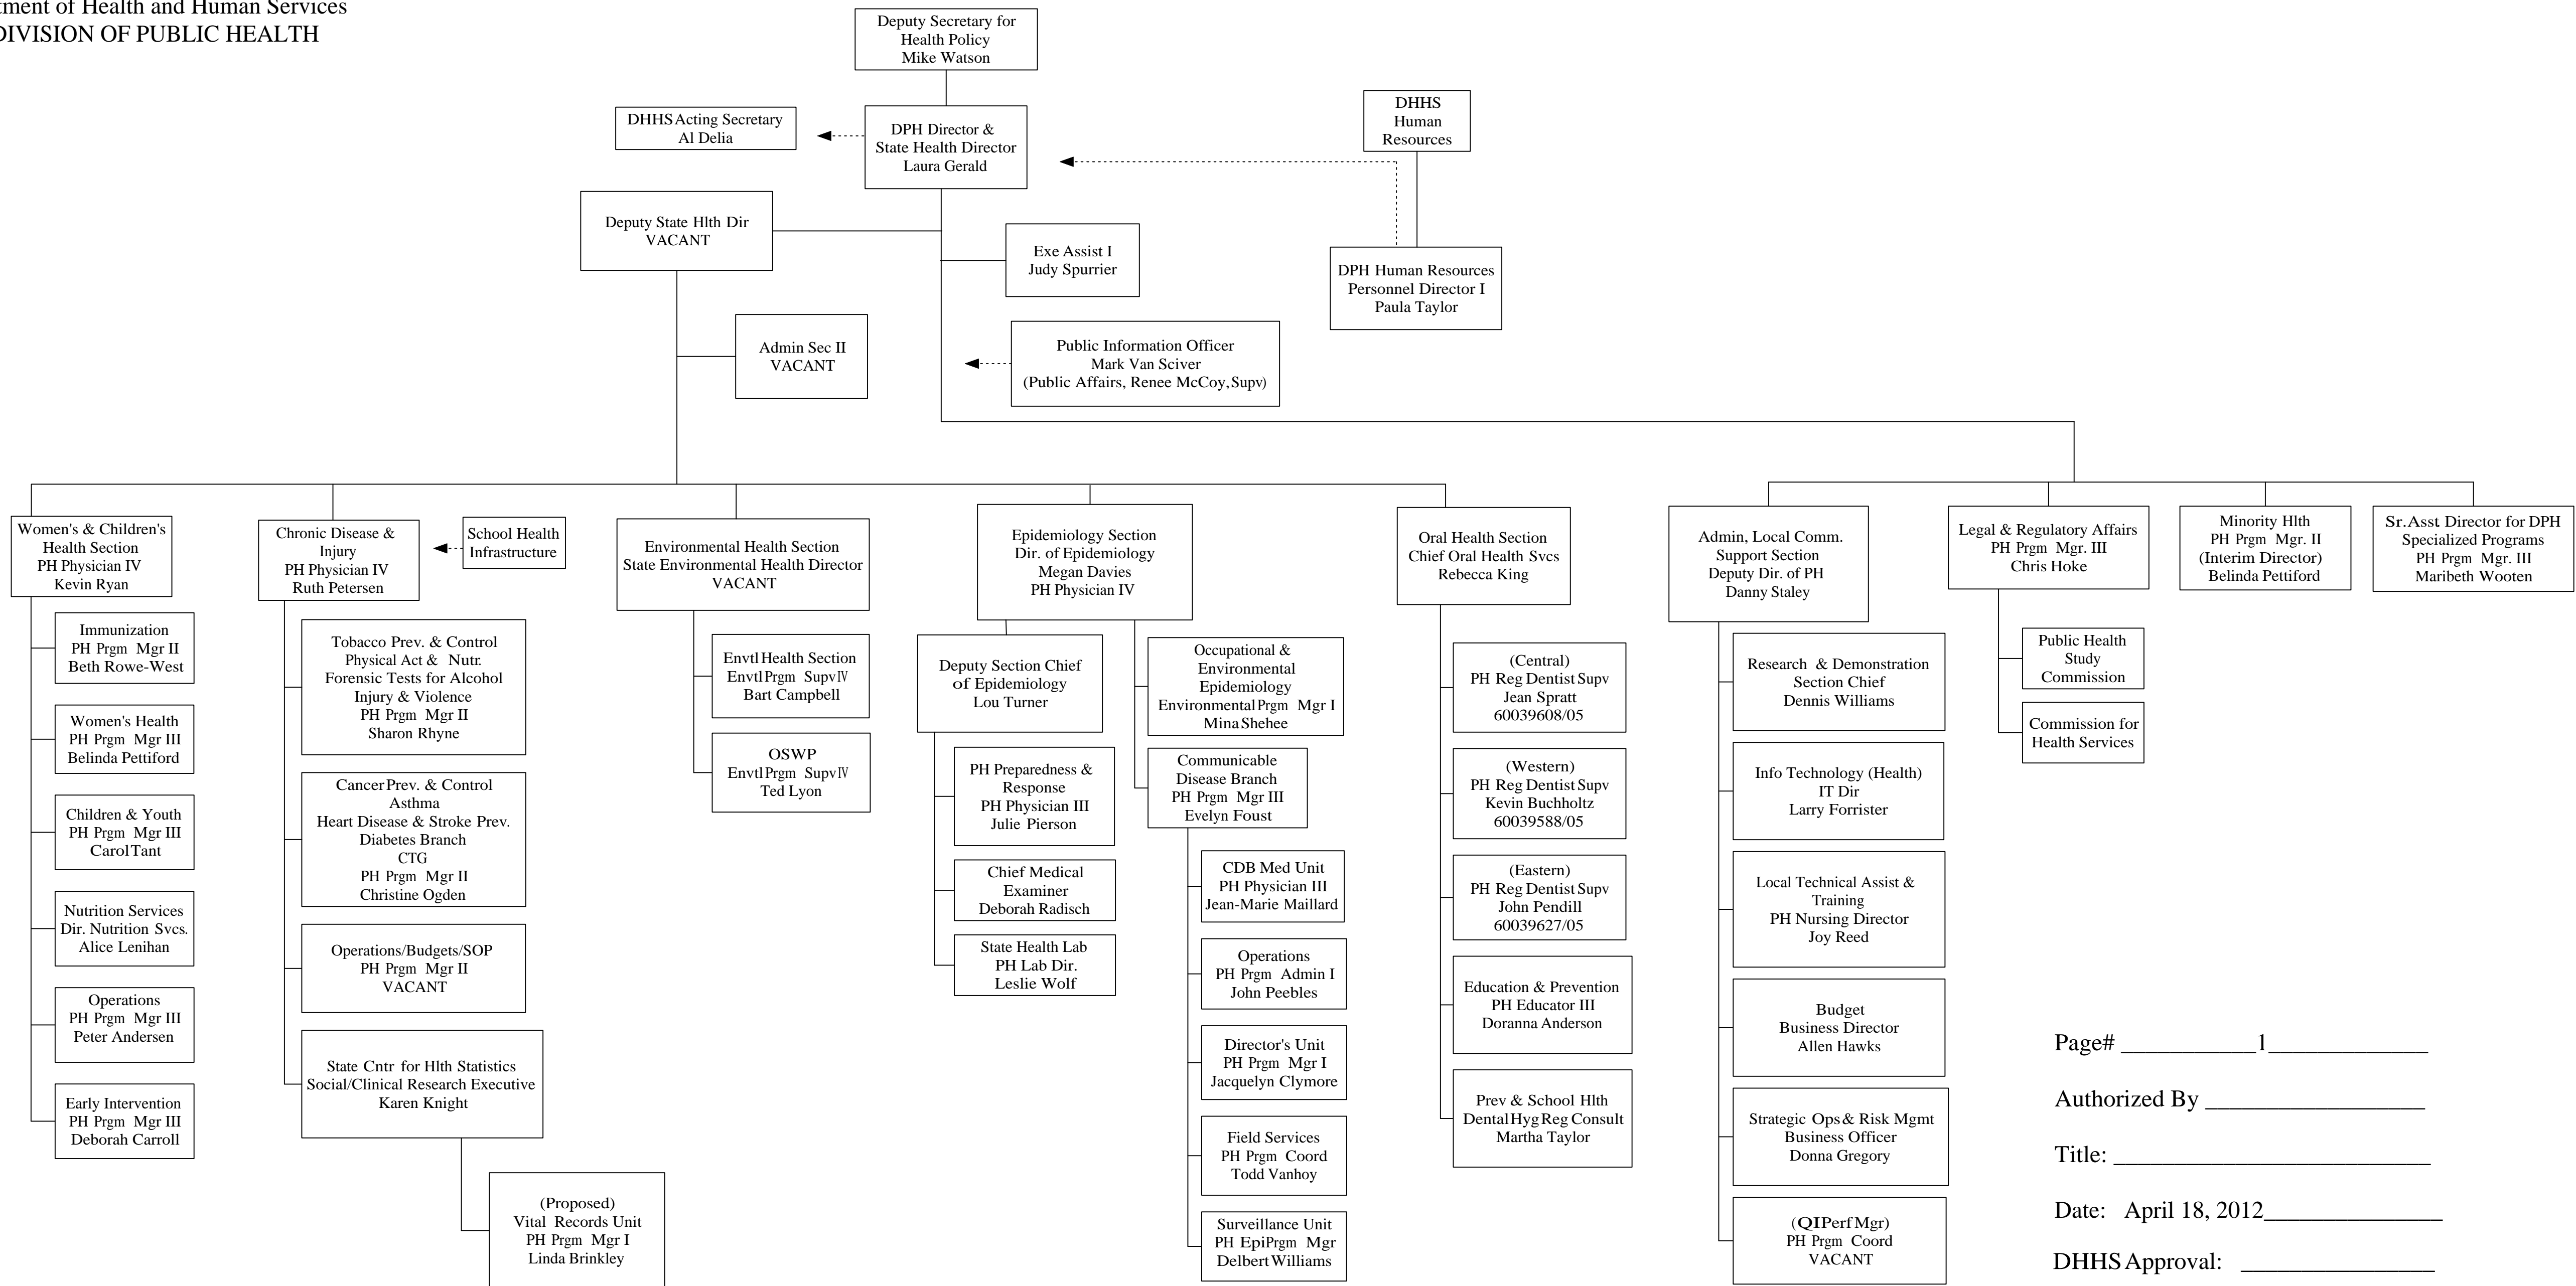 tment of Health and Human Services
DIVISION OF PUBLIC HEALTH
Deputy Secretary for
Health Policy
Mike Watson
DHHS Acting Secretary
Al Delia
DPH Director &
State Health Director
Laura Gerald
DHHS
Human
Resources
Deputy State Hlth Dir
VACANT
Exe Assist I
Judy Spurrier
DPH Human Resources
Personnel Director I
Paula Taylor
Admin Sec II
VACANT
Public Information Officer
Mark Van Sciver
(Public Affairs, Renee McCoy, Supv)
Women's & Children's
Health Section
PH Physician IV
Kevin Ryan
Immunization
PH Prgm Mgr II
Beth Rowe-West
Women's Health
PH Prgm Mgr III
Belinda Pettiford
Children & Youth
PH Prgm Mgr III
Carol Tant
Nutrition Services
Dir. Nutrition Svcs.
Alice Lenihan
Operations
PH Prgm Mgr III
Peter Andersen
Early Intervention
PH Prgm Mgr III
Deborah Carroll
Chronic Disease &
Injury
PH Physician IV
Ruth Petersen
School Health
Infrastructure
Tobacco Prev. & Control
Physical Act & Nutr.
Forensic Tests for Alcohol
Injury & Violence
PH Prgm Mgr II
Sharon Rhyne
Cancer Prev. & Control
Asthma
Heart Disease & Stroke Prev.
Diabetes Branch
CTG
PH Prgm Mgr II
Christine Ogden
Operations/Budgets/SOP
PH Prgm Mgr II
VACANT
State Cntr for Hlth Statistics
Social/Clinical Research Executive
Karen Knight
(Proposed)
Vital Records Unit
PH Prgm Mgr I
Linda Brinkley
Environmental Health Section
State Environmental Health Director
VACANT
Envtl Health Section
Envtl Prgm Supv IV
Bart Campbell
OSWP
Envtl Prgm Supv IV
Ted Lyon
Epidemiology Section
Dir. of Epidemiology
Megan Davies
PH Physician IV
Deputy Section Chief
of Epidemiology
Lou Turner
PH Preparedness &
Response
PH Physician III
Julie Pierson
Chief Medical
Examiner
Deborah Radisch
State Health Lab
PH Lab Dir.
Leslie Wolf
Occupational &
Environmental
Epidemiology
Environmental Prgm Mgr I
Mina Shehee
Communicable
Disease Branch
PH Prgm Mgr III
Evelyn Foust
CDB Med Unit
PH Physician III
Jean-Marie Maillard
Operations
PH Prgm Admin I
John Peebles
Director's Unit
PH Prgm Mgr I
Jacquelyn Clymore
Field Services
PH Prgm Coord
Todd Vanhoy
Surveillance Unit
PH Epi Prgm Mgr
Delbert Williams
Oral Health Section
Chief Oral Health Svcs
Rebecca King
(Central)
PH Reg Dentist Supv
Jean Spratt
60039608/05
(Western)
PH Reg Dentist Supv
Kevin Buchholtz
60039588/05
(Eastern)
PH Reg Dentist Supv
John Pendill
60039627/05
Education & Prevention
PH Educator III
Doranna Anderson
Prev & School Hlth
Dental Hyg Reg Consult
Martha Taylor
Admin, Local Comm.
Support Section
Deputy Dir. of PH
Danny Staley
Research & Demonstration
Section Chief
Dennis Williams
Info Technology (Health)
IT Dir
Larry Forrister
Local Technical Assist &
Training
PH Nursing Director
Joy Reed
Budget
Business Director
Allen Hawks
Strategic Ops & Risk Mgmt
Business Officer
Donna Gregory
(QI Perf Mgr)
PH Prgm Coord
VACANT
Legal & Regulatory Affairs
PH Prgm Mgr. III
Chris Hoke
Public Health
Study
Commission
Commission for
Health Services
Minority Hlth
PH Prgm Mgr. II
(Interim Director)
Belinda Pettiford
Sr. Asst Director for DPH
Specialized Programs
PH Prgm Mgr. III
Maribeth Wooten
Page# ___________1_____________
Authorized By __________________
Title: __________________________
Date: April 18, 2012_______________
DHHS Approval: ________________